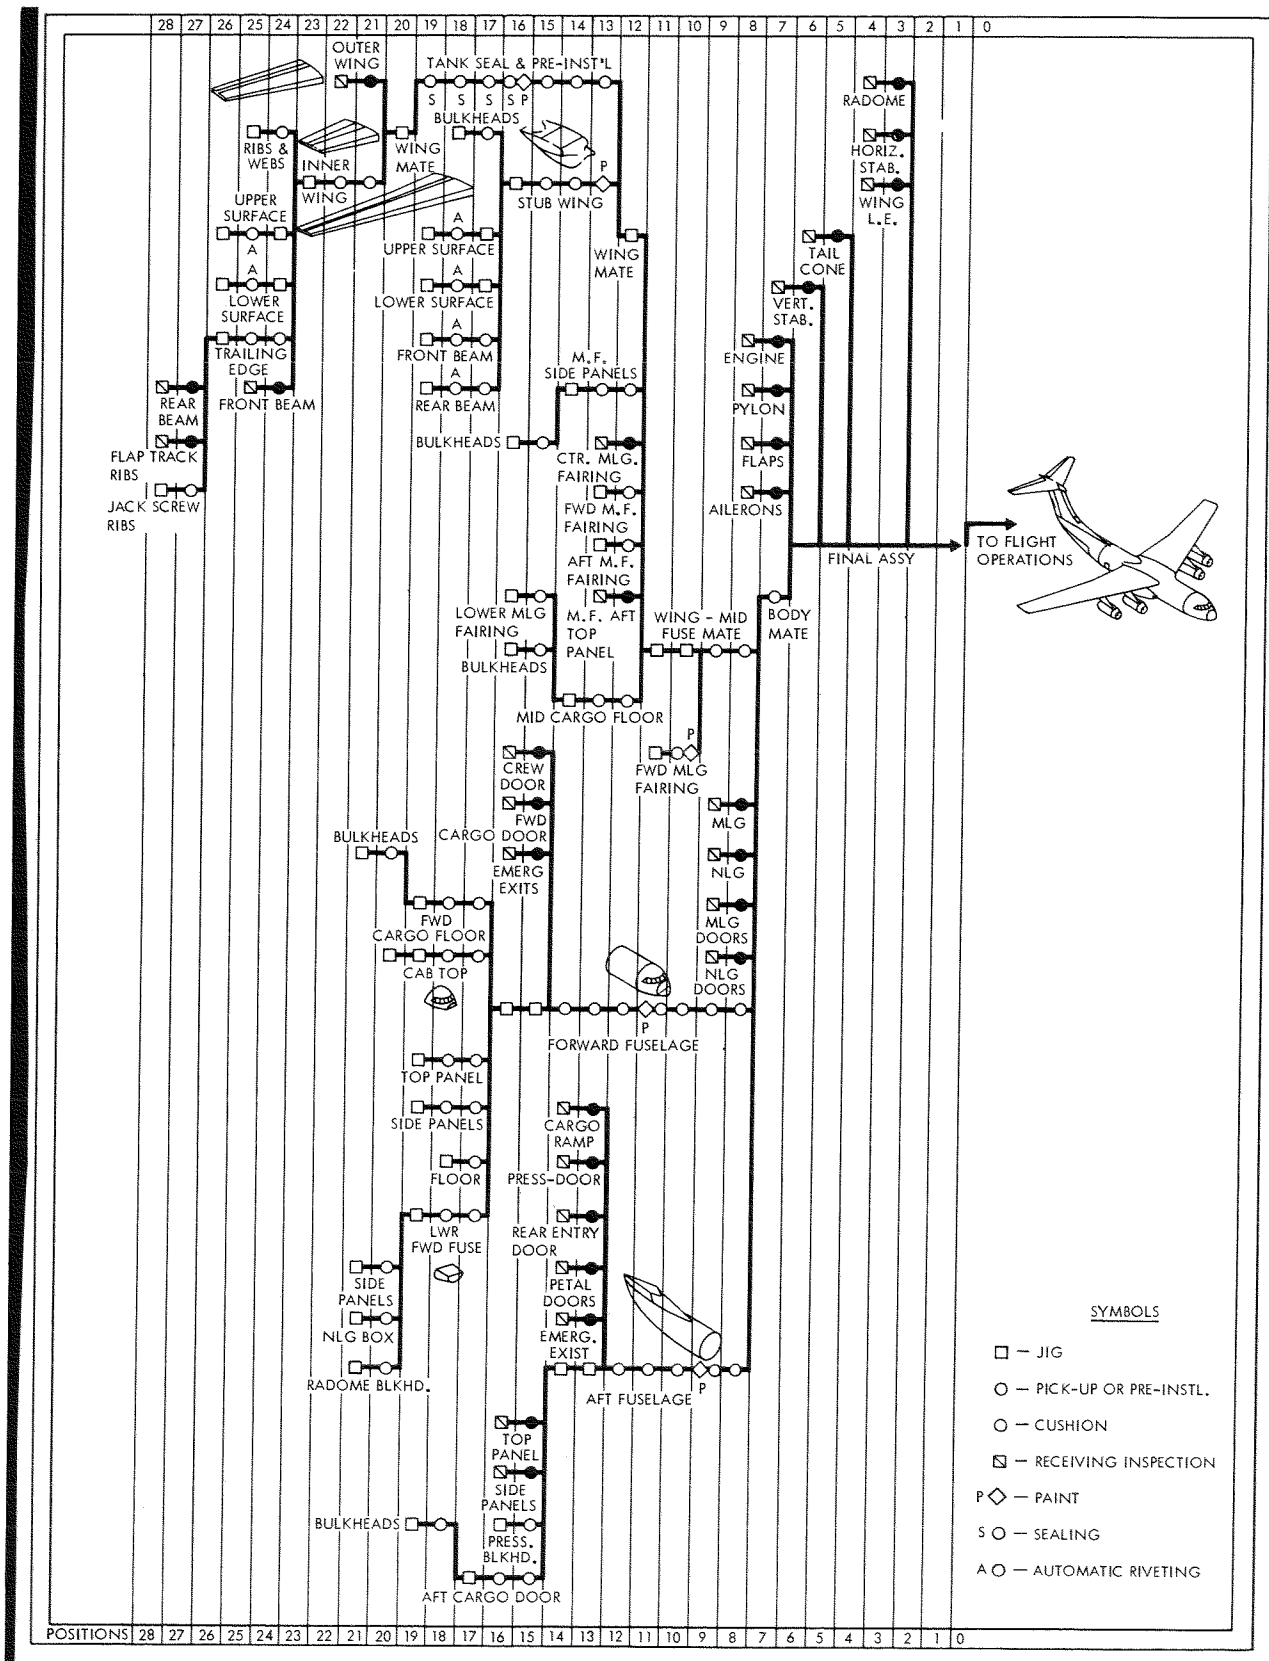 28 27 26 25 24 23 22 21 20 19 18 17 16 15 14 13 12 11 10 9 8 7 6 5 4 3 2 1 0
OUTER
WING
TANK SEAL & PRE-INST'L
S S S S P
BULKHEADS
RADOME
RIBS &
WEBS
INNER
WING
WING
MATE
HORIZ.
STAB.
P
STUB WING
WING
L.E.
UPPER
SURFACE
A
A
UPPER SURFACE
WING
MATE
TAIL
CONE
A
LOWER
SURFACE
A
LOWER SURFACE
VERT.
STAB.
TRAILING
EDGE
A
FRONT BEAM
M.F.
SIDE PANELS
ENGINE
REAR
BEAM
FRONT BEAM
A
REAR BEAM
PYLON
FLAP TRACK
RIBS
BULKHEADS
CTR. MLG.
FAIRING
FLAPS
JACK SCREW
RIBS
FWD M.F.
FAIRING
AILERONS
AFT M.F.
FAIRING
FINAL ASSY
TO FLIGHT
OPERATIONS
LOWER MLG
FAIRING
M.F. AFT
TOP
PANEL
WING - MID
FUSE MATE
BODY
MATE
BULKHEADS
MID CARGO FLOOR
P
CREW
DOOR
FWD MLG
FAIRING
FWD
CARGO DOOR
MLG
BULKHEADS
EMERG
EXITS
NLG
FWD
CARGO FLOOR
MLG
DOORS
CAB TOP
NLG
DOORS
P
FORWARD FUSELAGE
TOP PANEL
SIDE PANELS
CARGO
RAMP
FLOOR
PRESS-DOOR
LWR
FWD FUSE
REAR ENTRY
DOOR
SIDE
PANELS
PETAL
DOORS
NLG BOX
EMERG.
EXIST
RADOME BLKHD.
AFT FUSELAGE
P
TOP
PANEL
SIDE
PANELS
BULKHEADS
PRESS.
BLKHD.
AFT CARGO DOOR
SYMBOLS
— JIG
— PICK-UP OR PRE-INSTL.
— CUSHION
— RECEIVING INSPECTION
P — PAINT
S — SEALING
A — AUTOMATIC RIVETING
POSITIONS 28 27 26 25 24 23 22 21 20 19 18 17 16 15 14 13 12 11 10 9 8 7 6 5 4 3 2 1 0